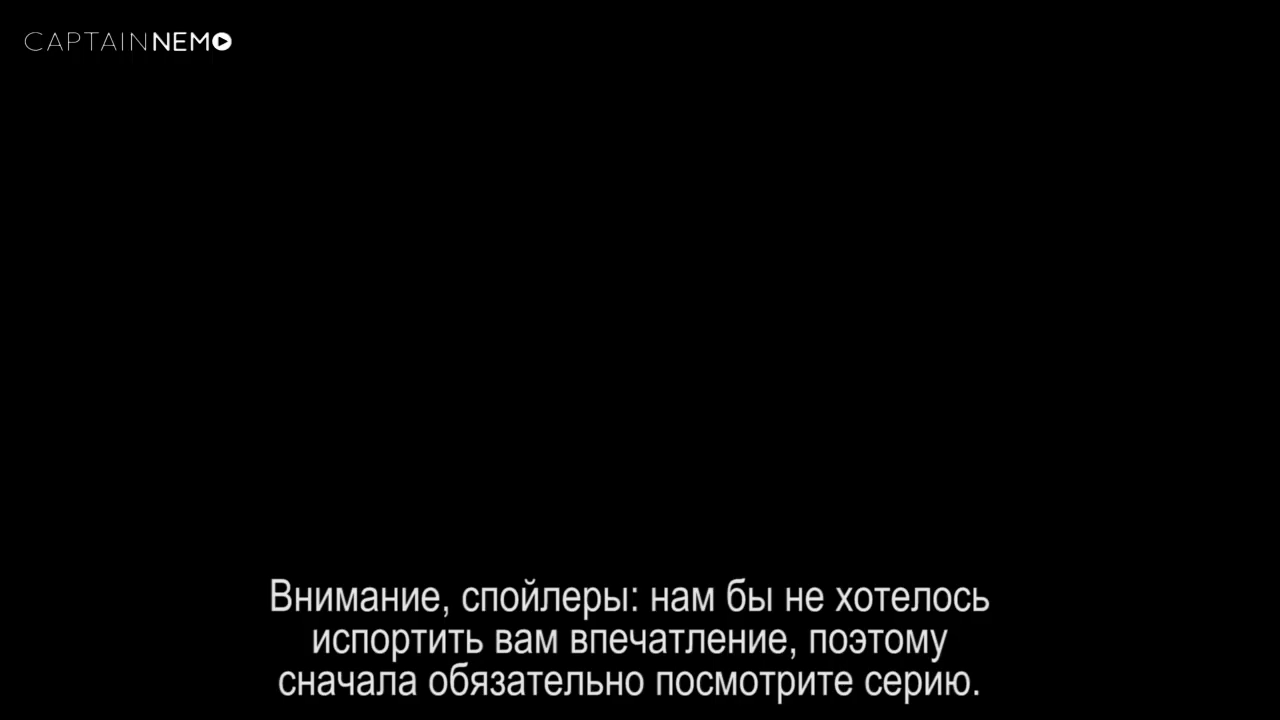 CAPTAINNEMO
Внимание, спойлеры: нам бы не хотелось
испортить вам впечатление, поэтому
сначала обязательно посмотрите серию.